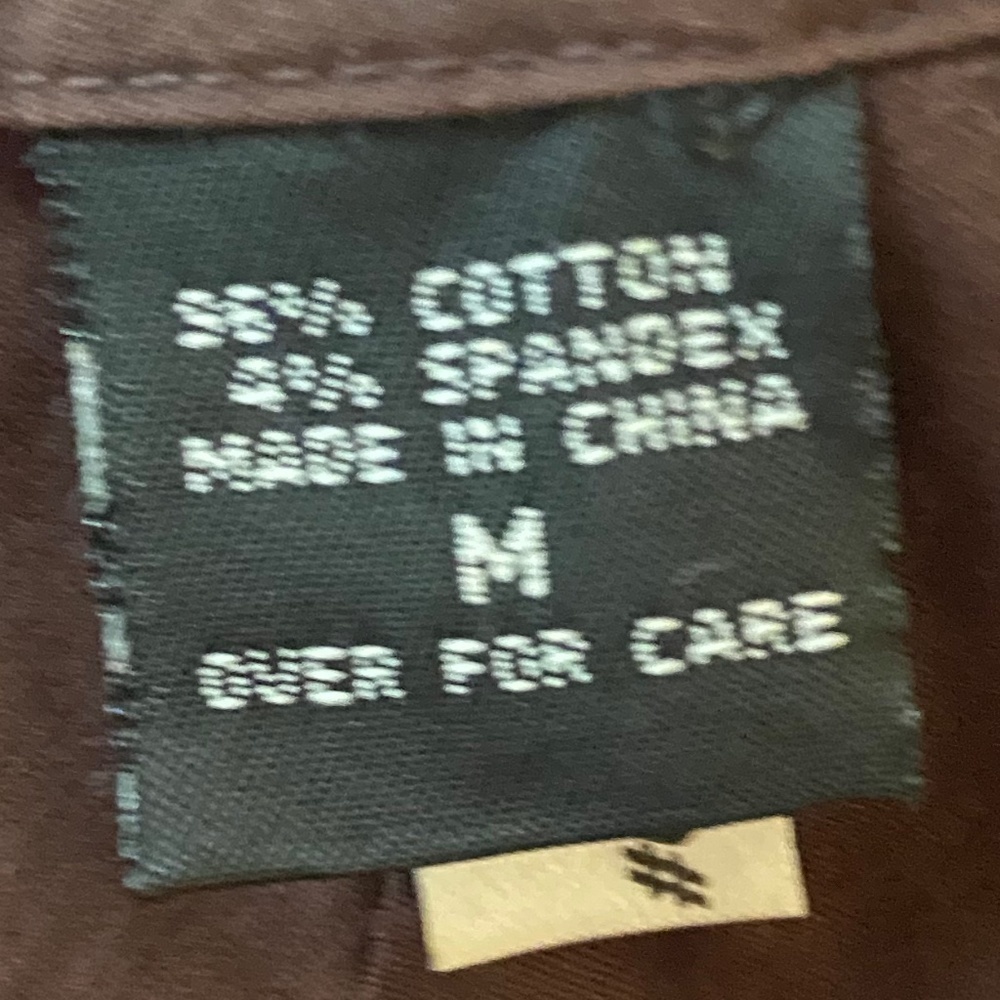 96% COTTON
4% SPANDEX
MADE IN CHINA
M
OVER FOR CARE
#